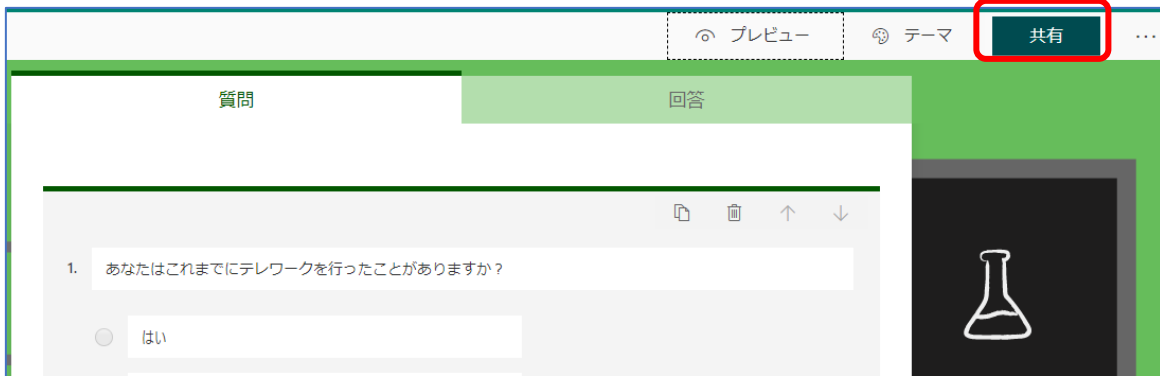 プレビュー テーマ 共有 ...
質問 回答
1. あなたはこれまでにテレワークを行ったことがありますか？
はい